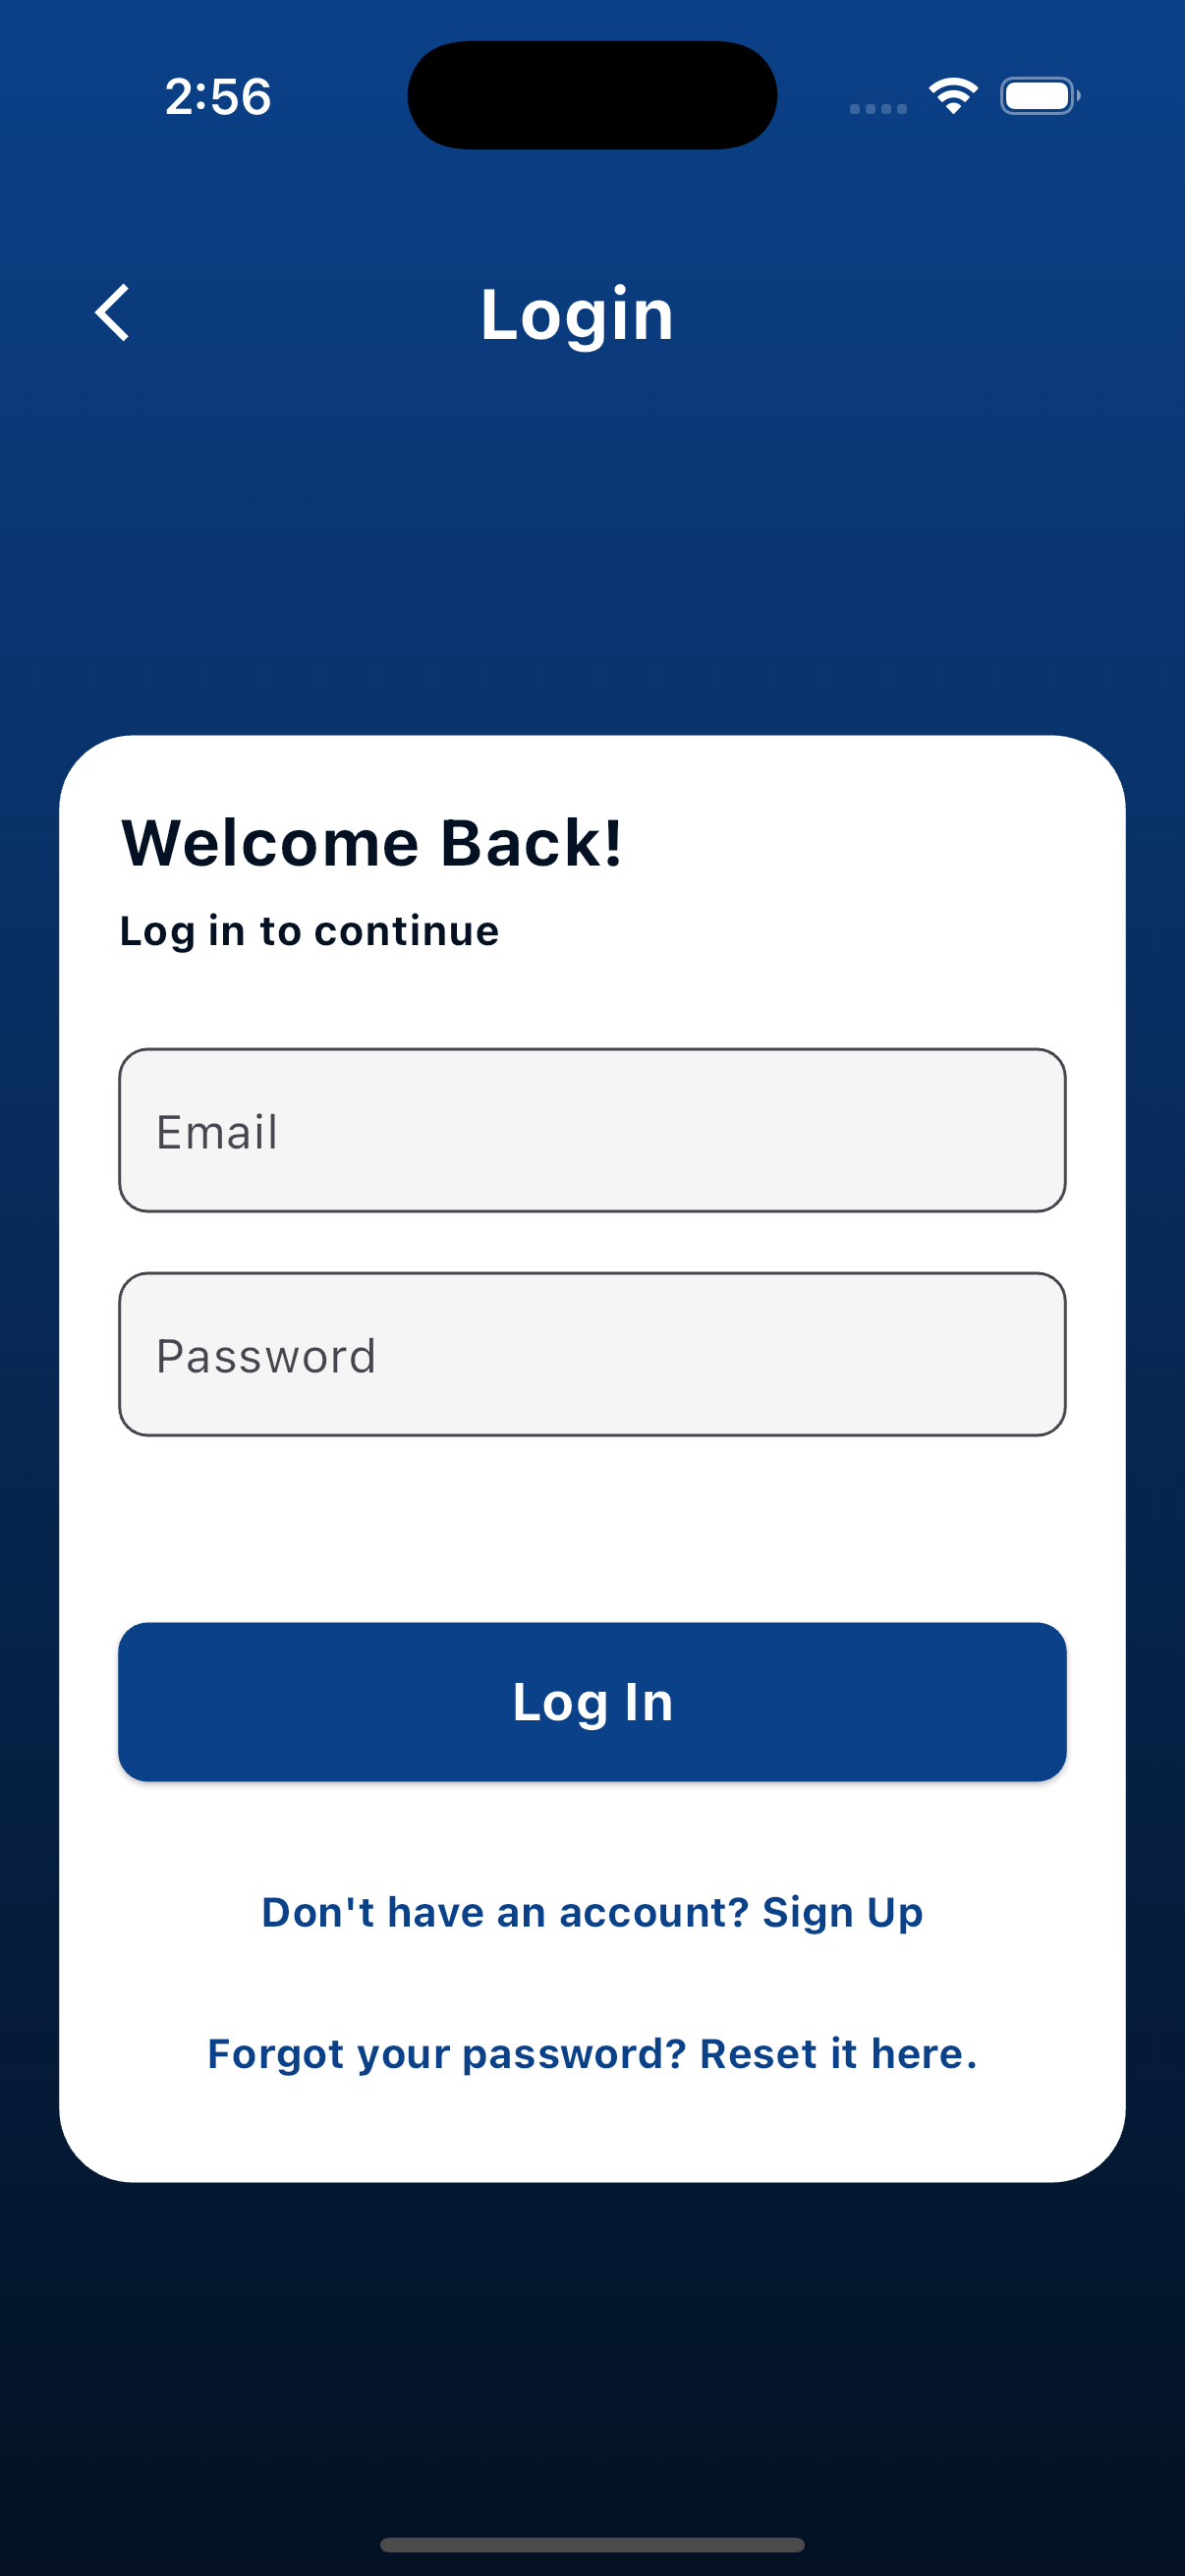 2:56
Login
Welcome Back!
Log in to continue
Email
Password
Log In
Don't have an account? Sign Up
Forgot your password? Reset it here.